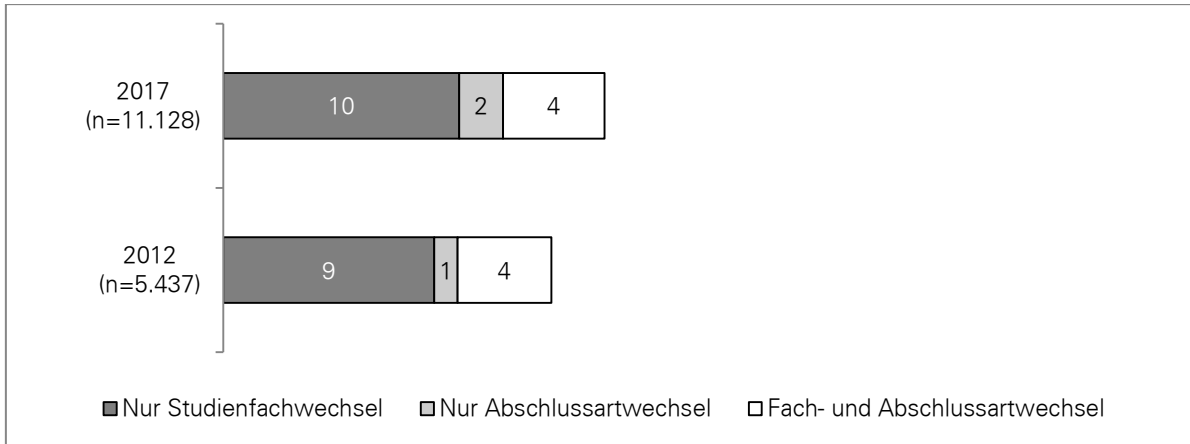 2017
(n=11.128)
10
2
4
2012
(n=5.437)
9
1
4
Nur Studienfachwechsel
Nur Abschlussartwechsel
Fach- und Abschlussartwechsel